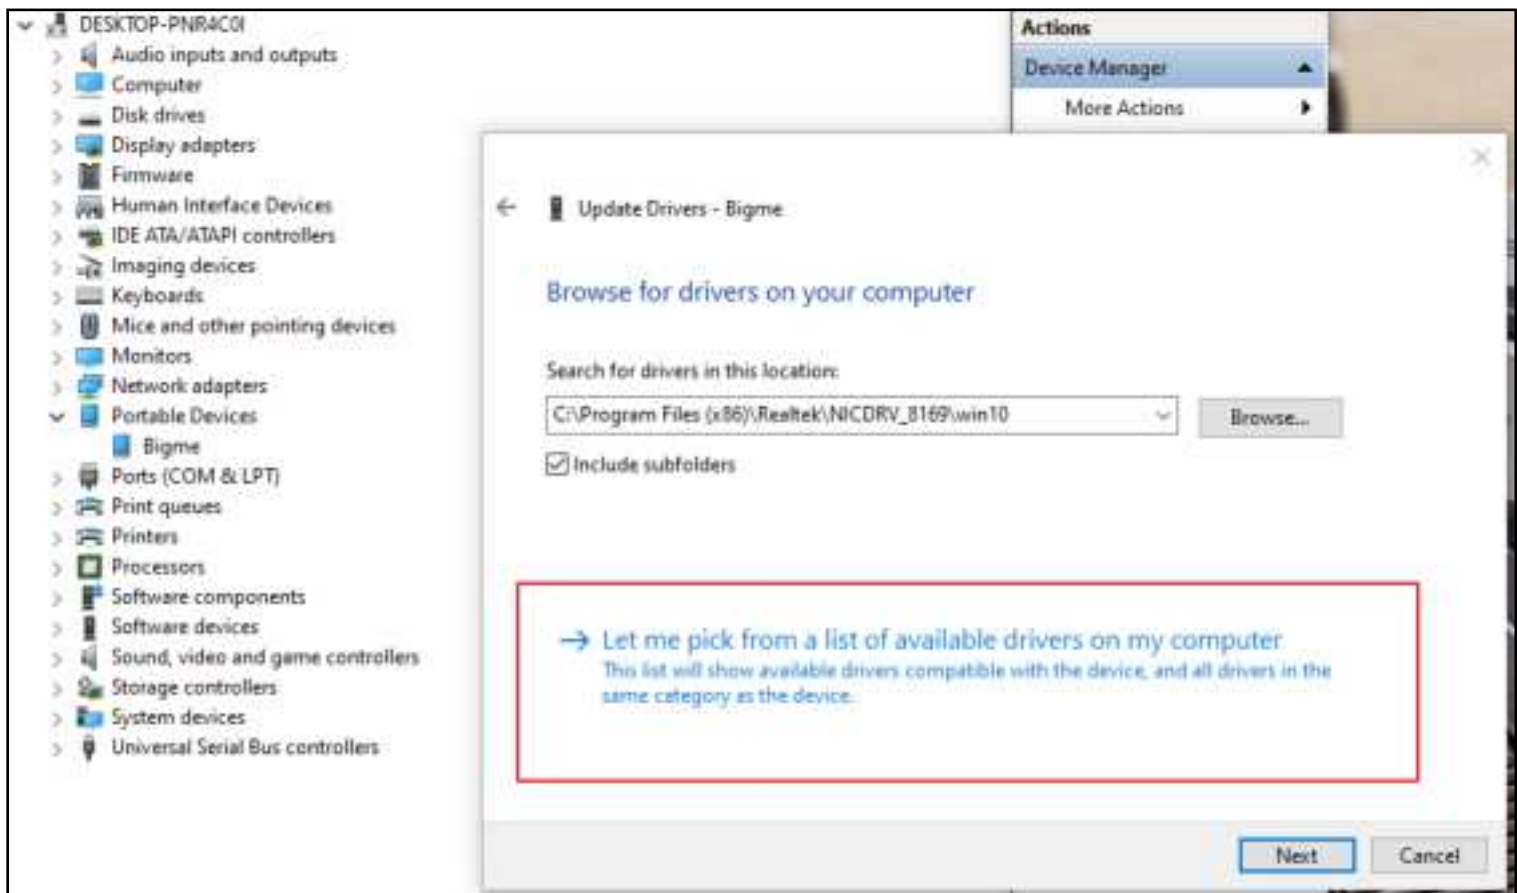 DESKTOP-PNR4C0I
Audio inputs and outputs
Computer
Disk drives
Display adapters
Firmware
Human Interface Devices
IDE ATA/ATAPI controllers
Imaging devices
Keyboards
Mice and other pointing devices
Monitors
Network adapters
Portable Devices
Bigme
Ports (COM & LPT)
Print queues
Printers
Processors
Software components
Software devices
Sound, video and game controllers
Storage controllers
System devices
Universal Serial Bus controllers
Actions
Device Manager
More Actions
Update Drivers - Bigme
Browse for drivers on your computer
Search for drivers in this location:
C:\Program Files (x86)\Realtek\NICDRV_8169\win10
Browse...
Include subfolders
Let me pick from a list of available drivers on my computer
This list will show available drivers compatible with the device, and all drivers in the
same category as the device.
Next
Cancel